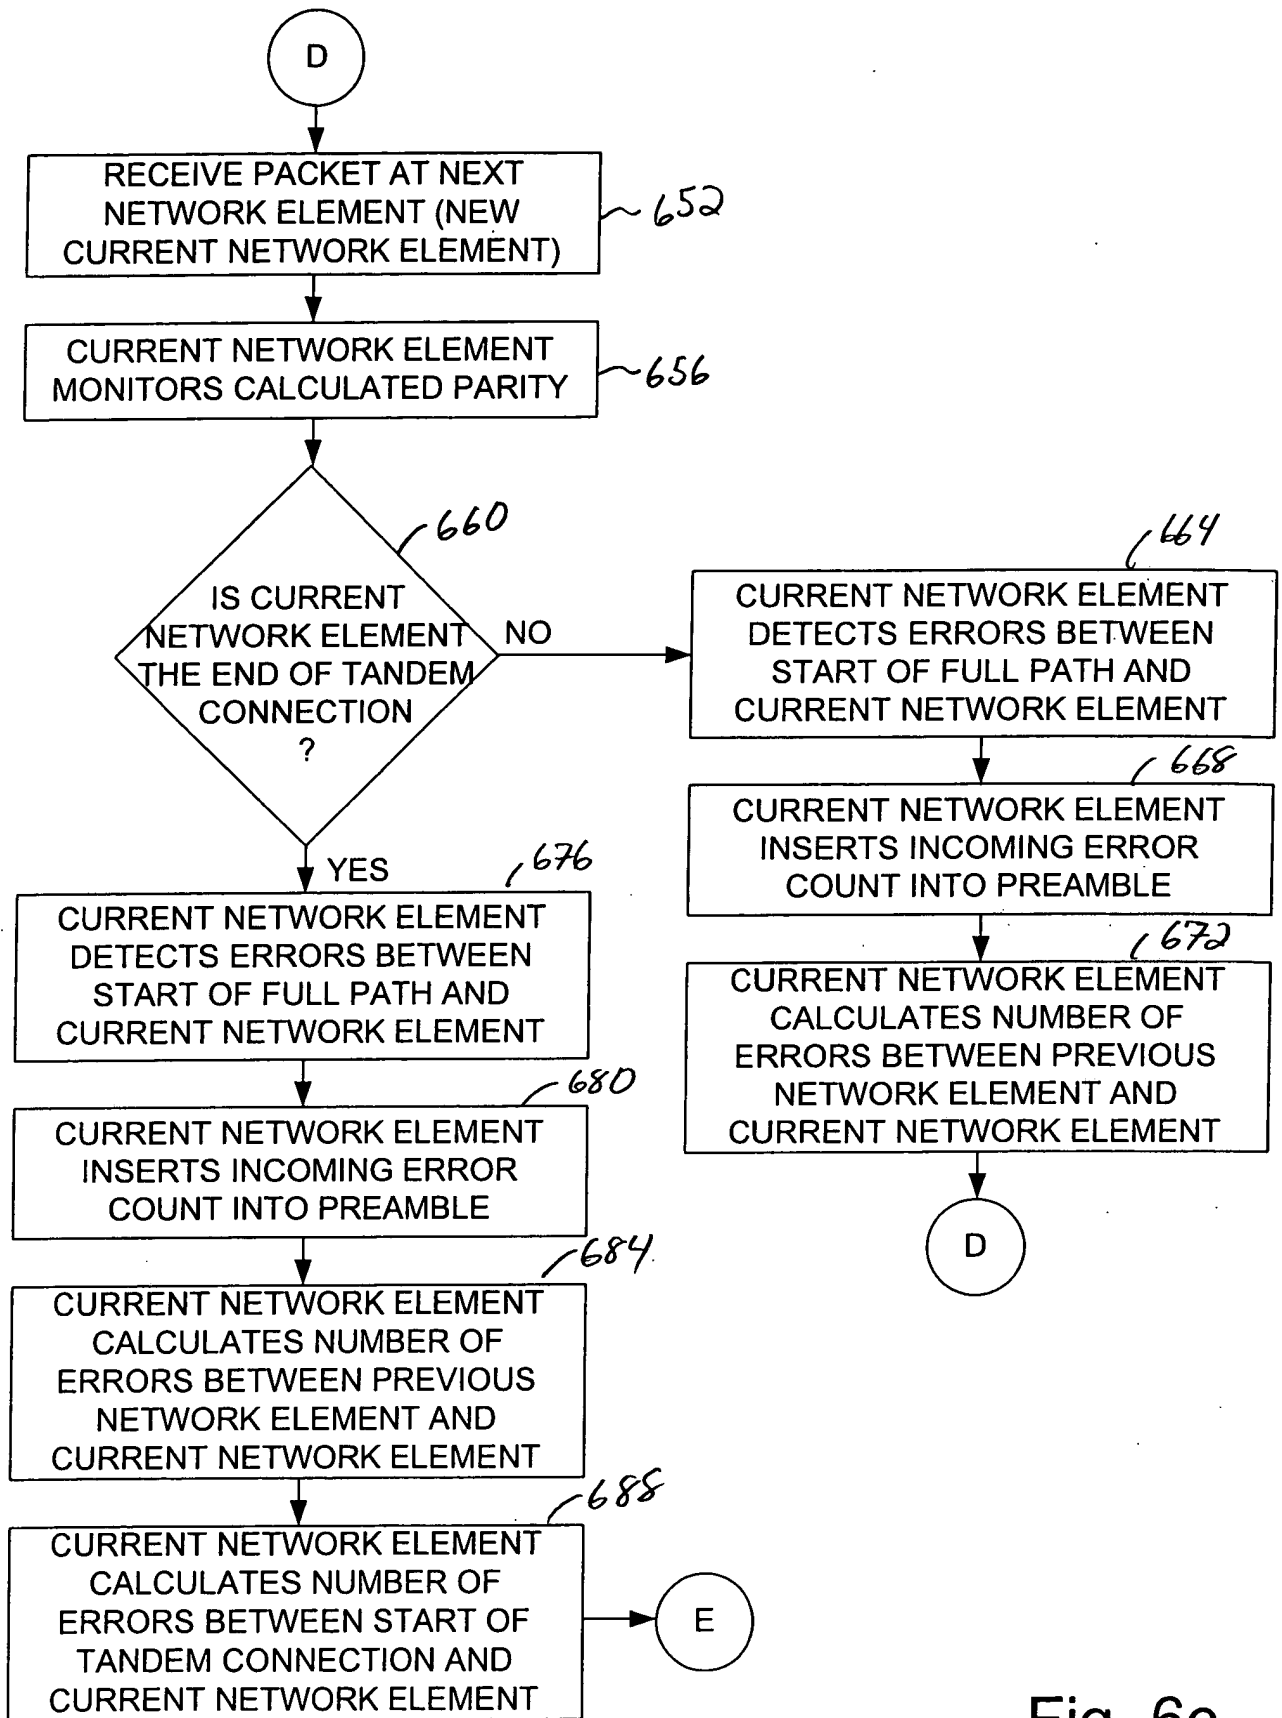 D
RECEIVE PACKET AT NEXT
NETWORK ELEMENT (NEW
CURRENT NETWORK ELEMENT)
652
CURRENT NETWORK ELEMENT
MONITORS CALCULATED PARITY
656
660
IS CURRENT
NETWORK ELEMENT
THE END OF TANDEM
CONNECTION
?
NO
664
CURRENT NETWORK ELEMENT
DETECTS ERRORS BETWEEN
START OF FULL PATH AND
CURRENT NETWORK ELEMENT
668
CURRENT NETWORK ELEMENT
INSERTS INCOMING ERROR
COUNT INTO PREAMBLE
672
CURRENT NETWORK ELEMENT
CALCULATES NUMBER OF
ERRORS BETWEEN PREVIOUS
NETWORK ELEMENT AND
CURRENT NETWORK ELEMENT
D
YES
676
CURRENT NETWORK ELEMENT
DETECTS ERRORS BETWEEN
START OF FULL PATH AND
CURRENT NETWORK ELEMENT
680
CURRENT NETWORK ELEMENT
INSERTS INCOMING ERROR
COUNT INTO PREAMBLE
684
CURRENT NETWORK ELEMENT
CALCULATES NUMBER OF
ERRORS BETWEEN PREVIOUS
NETWORK ELEMENT AND
CURRENT NETWORK ELEMENT
688
CURRENT NETWORK ELEMENT
CALCULATES NUMBER OF
ERRORS BETWEEN START OF
TANDEM CONNECTION AND
CURRENT NETWORK ELEMENT
E
Fig.